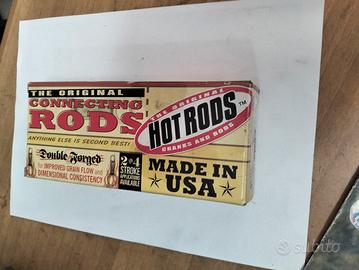 THE ORIGINAL
CONNECTING
RODS
ANYTHING ELSE IS SECOND BEST!
THE ORIGINAL
HOT RODS™
CRANKS AND RODS
Double Forged
for IMPROVED GRAIN FLOW and
DIMENSIONAL CONSISTENCY
2&4
STROKE
APPLICATIONS
AVAILABLE
MADE IN
USA
subito